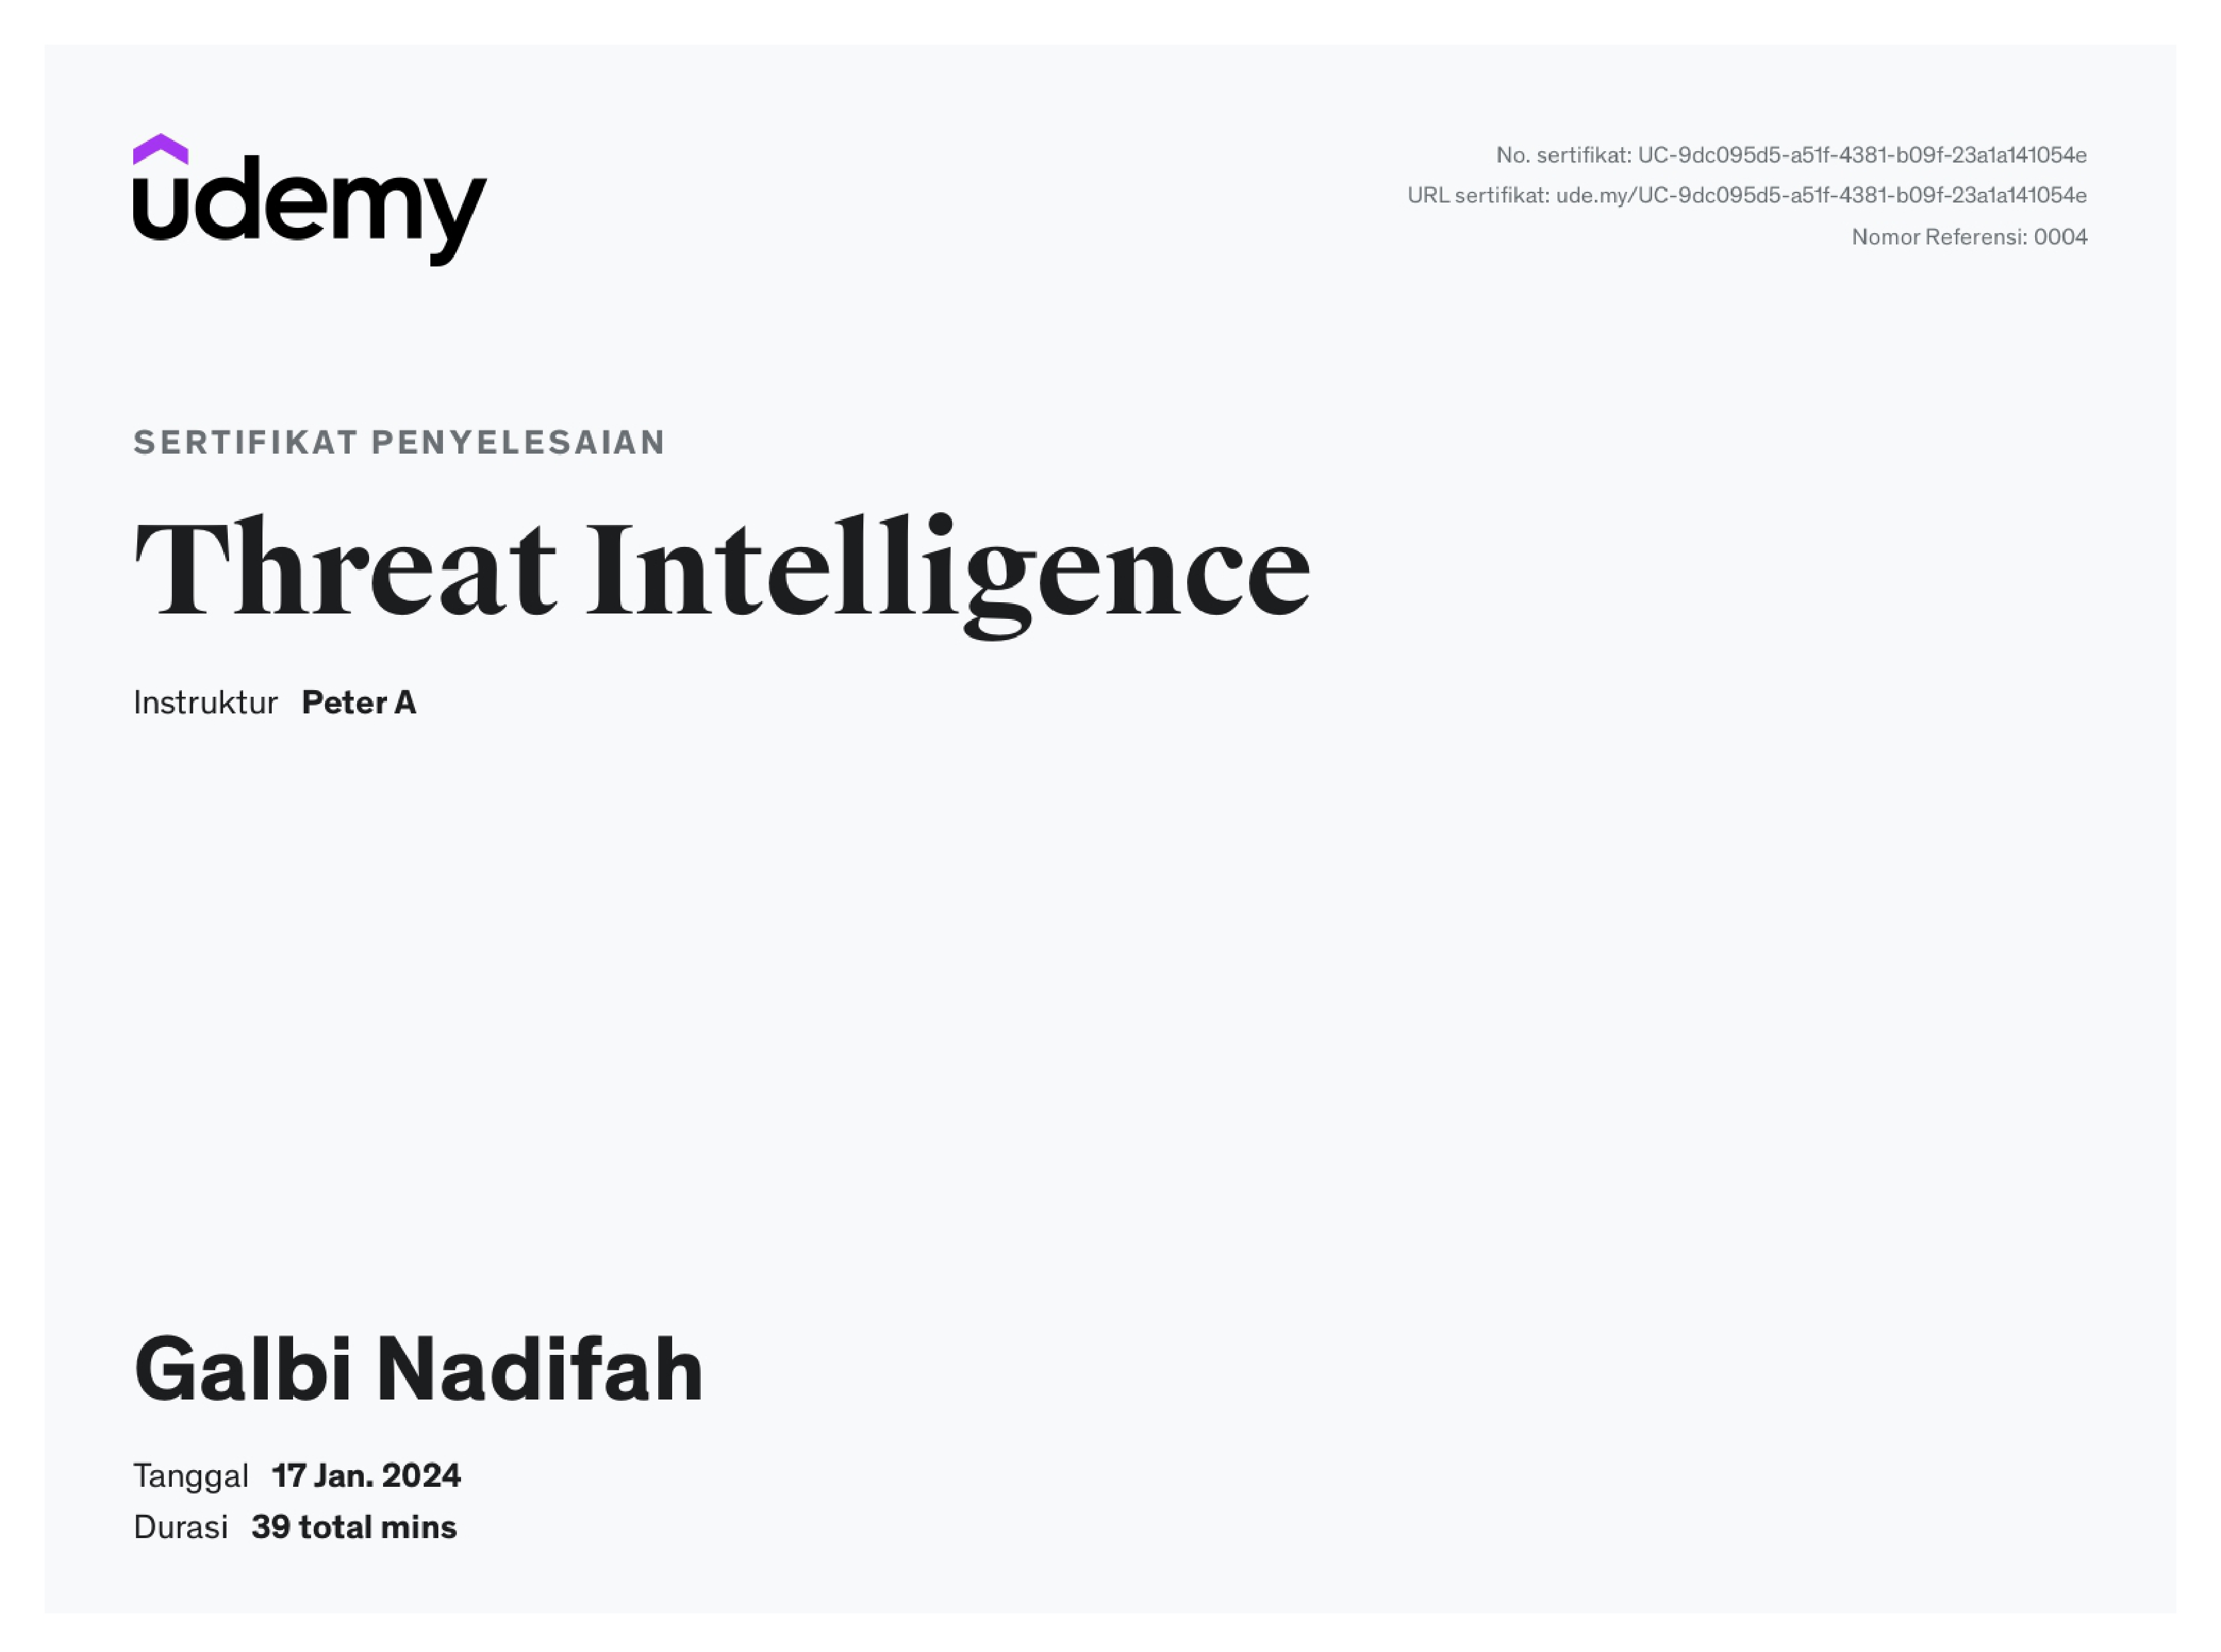 udemy
No. sertifikat: UC-9dc095d5-a51f-4381-b09f-23a1a141054e
URL sertifikat: ude.my/UC-9dc095d5-a51f-4381-b09f-23a1a141054e
Nomor Referensi: 0004
SERTIFIKAT PENYELESAIAN
Threat Intelligence
Instruktur Peter A
Galbi Nadifah
Tanggal 17 Jan. 2024
Durasi 39 total mins